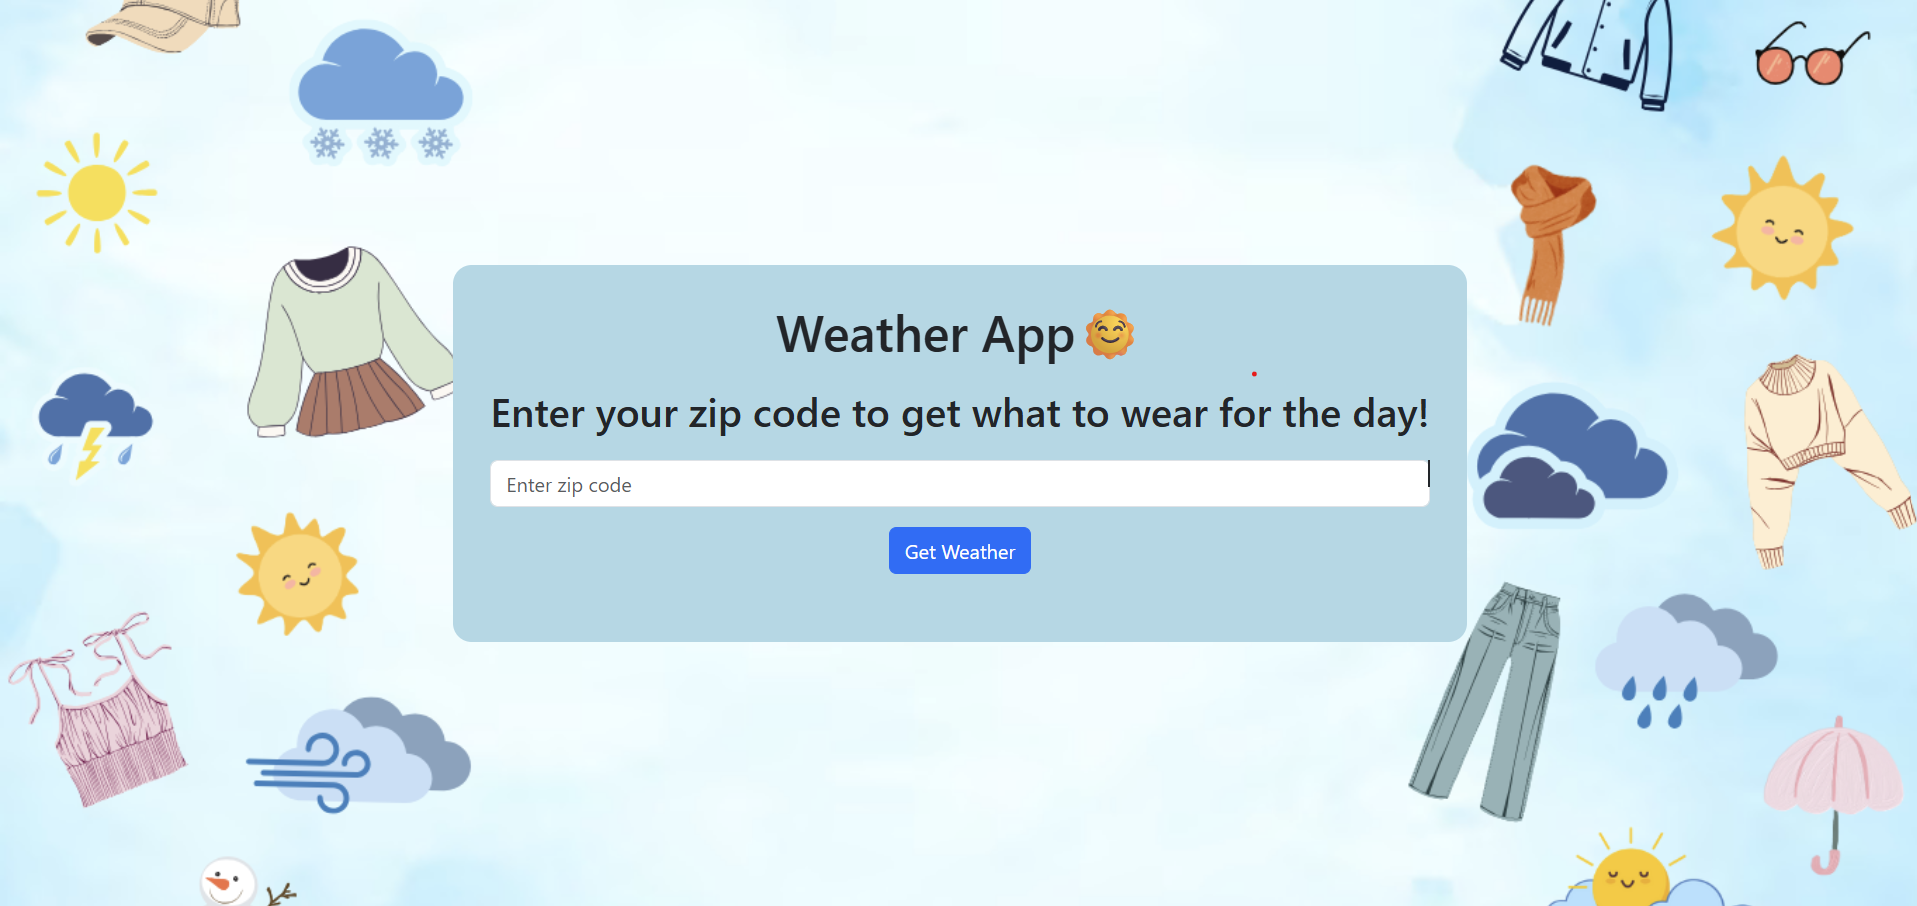 Weather App 🌞
Enter your zip code to get what to wear for the day!
Enter zip code
Get Weather